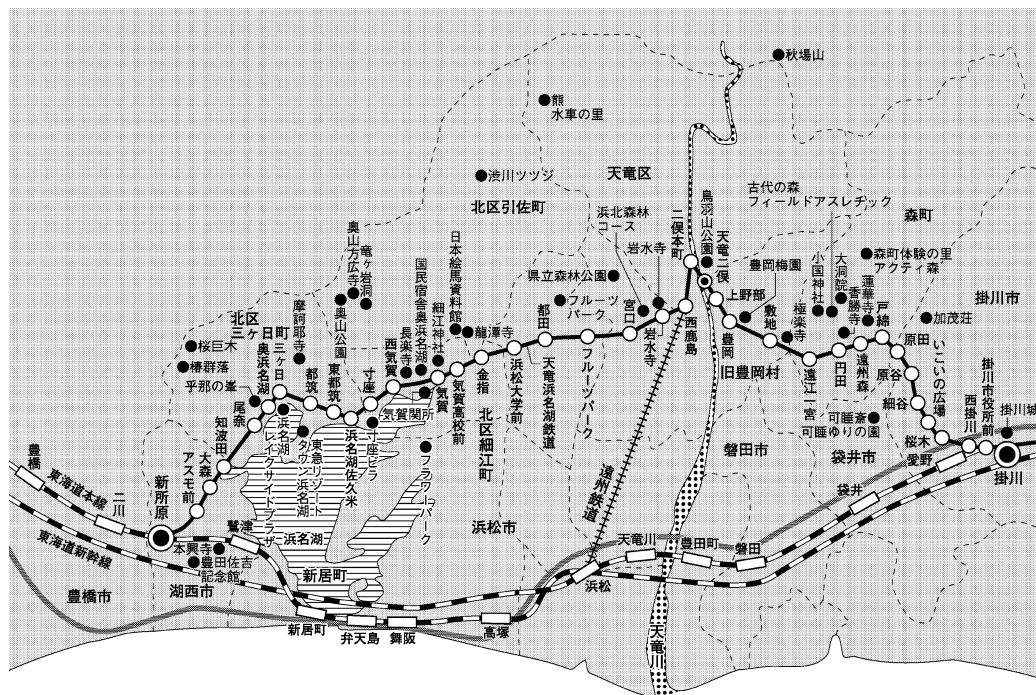 秋場山
熊
水車の里
渋川ツツジ
天竜区
北区引佐町
古代の森
フィールドアスレチック
森町
浜北森林
コース
岩水寺
二俣本町
鳥羽山公園
天竜二俣
豊岡梅園
小国神社
大洞院
香勝寺
蓮華寺
森町体験の里
アクティ森
掛川市
加茂荘
県立森林公園
フルーツ
パーク
宮口
岩水寺
西鹿島
上野部
豊岡
敷地
極楽寺
遠江一宮
円田
遠州森
戸綿
原田
原谷
いこいの広場
細谷
桜木
西掛川
掛川市役所前
掛川城
掛川
旧豊岡村
可睡斎
可睡ゆりの園
磐田市
袋井市
愛野
袋井
奥山方広寺
竜ヶ岩洞
奥山公園
摩訶耶寺
国民宿舎奥浜名湖
長楽寺
細江神社
日本絵馬資料館
龍潭寺
都田
フルーツパーク
天竜浜名湖鉄道
浜松大学前
金指
気賀高校前
気賀
気賀関所
西気賀
寸座
寸座ビラ
浜名湖佐久米
東都筑
都筑
三ヶ日
奥浜名湖
尾奈
知波田
大森
アスモ前
新所原
北区
三ヶ日町
桜巨木
椿群落
乎那の峯
浜名湖
レイクサイドプラザ
東急リゾート
タウン浜名湖
フラワーパーク
北区細江町
浜松市
遠州鉄道
豊橋
東海道本線
二川
東海道新幹線
豊橋市
本興寺
豊田佐吉
記念館
湖西市
鷲津
浜名湖
新居町
新居町
弁天島
舞阪
高塚
浜松
天竜川
豊田町
磐田
天竜川